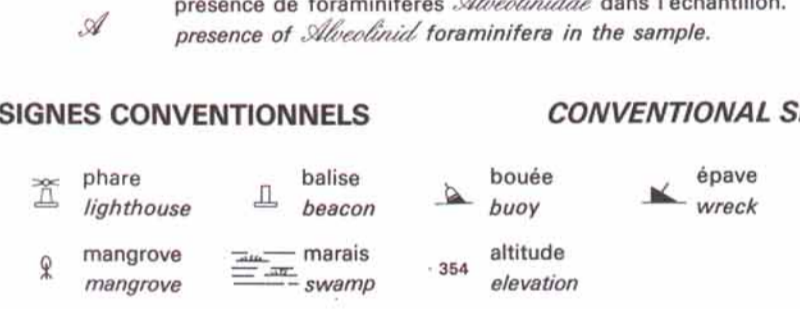 présence de foraminifères Alveolinidae dans l'échantillon.
A presence of Alveolinid foraminifera in the sample.
SIGNES CONVENTIONNELS CONVENTIONAL
phare balise bouée épave
lighthouse beacon buoy wreck
mangrove marais altitude
354
mangrove swamp elevation